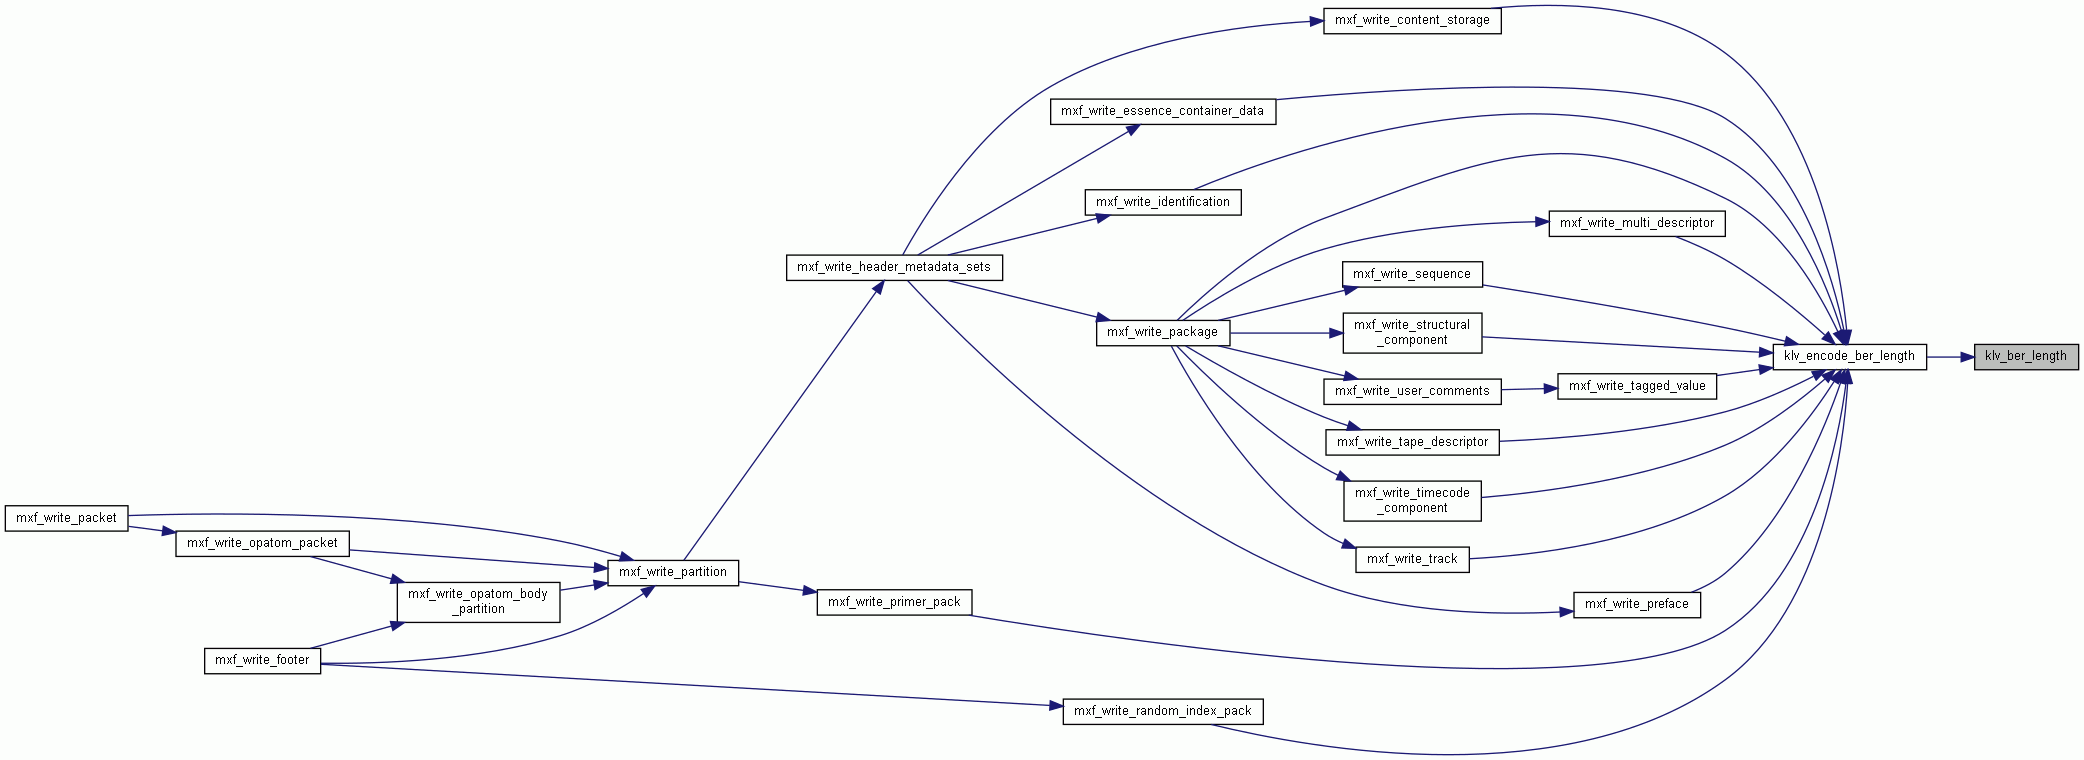 mxf_write_content_storage
mxf_write_essence_container_data
mxf_write_identification
mxf_write_multi_descriptor
mxf_write_header_metadata_sets
mxf_write_sequence
mxf_write_structural
_component
mxf_write_package
klv_encode_ber_length
klv_ber_length
mxf_write_tagged_value
mxf_write_user_comments
mxf_write_tape_descriptor
mxf_write_timecode
_component
mxf_write_packet
mxf_write_opatom_packet
mxf_write_track
mxf_write_partition
mxf_write_opatom_body
_partition
mxf_write_primer_pack
mxf_write_preface
mxf_write_footer
mxf_write_random_index_pack